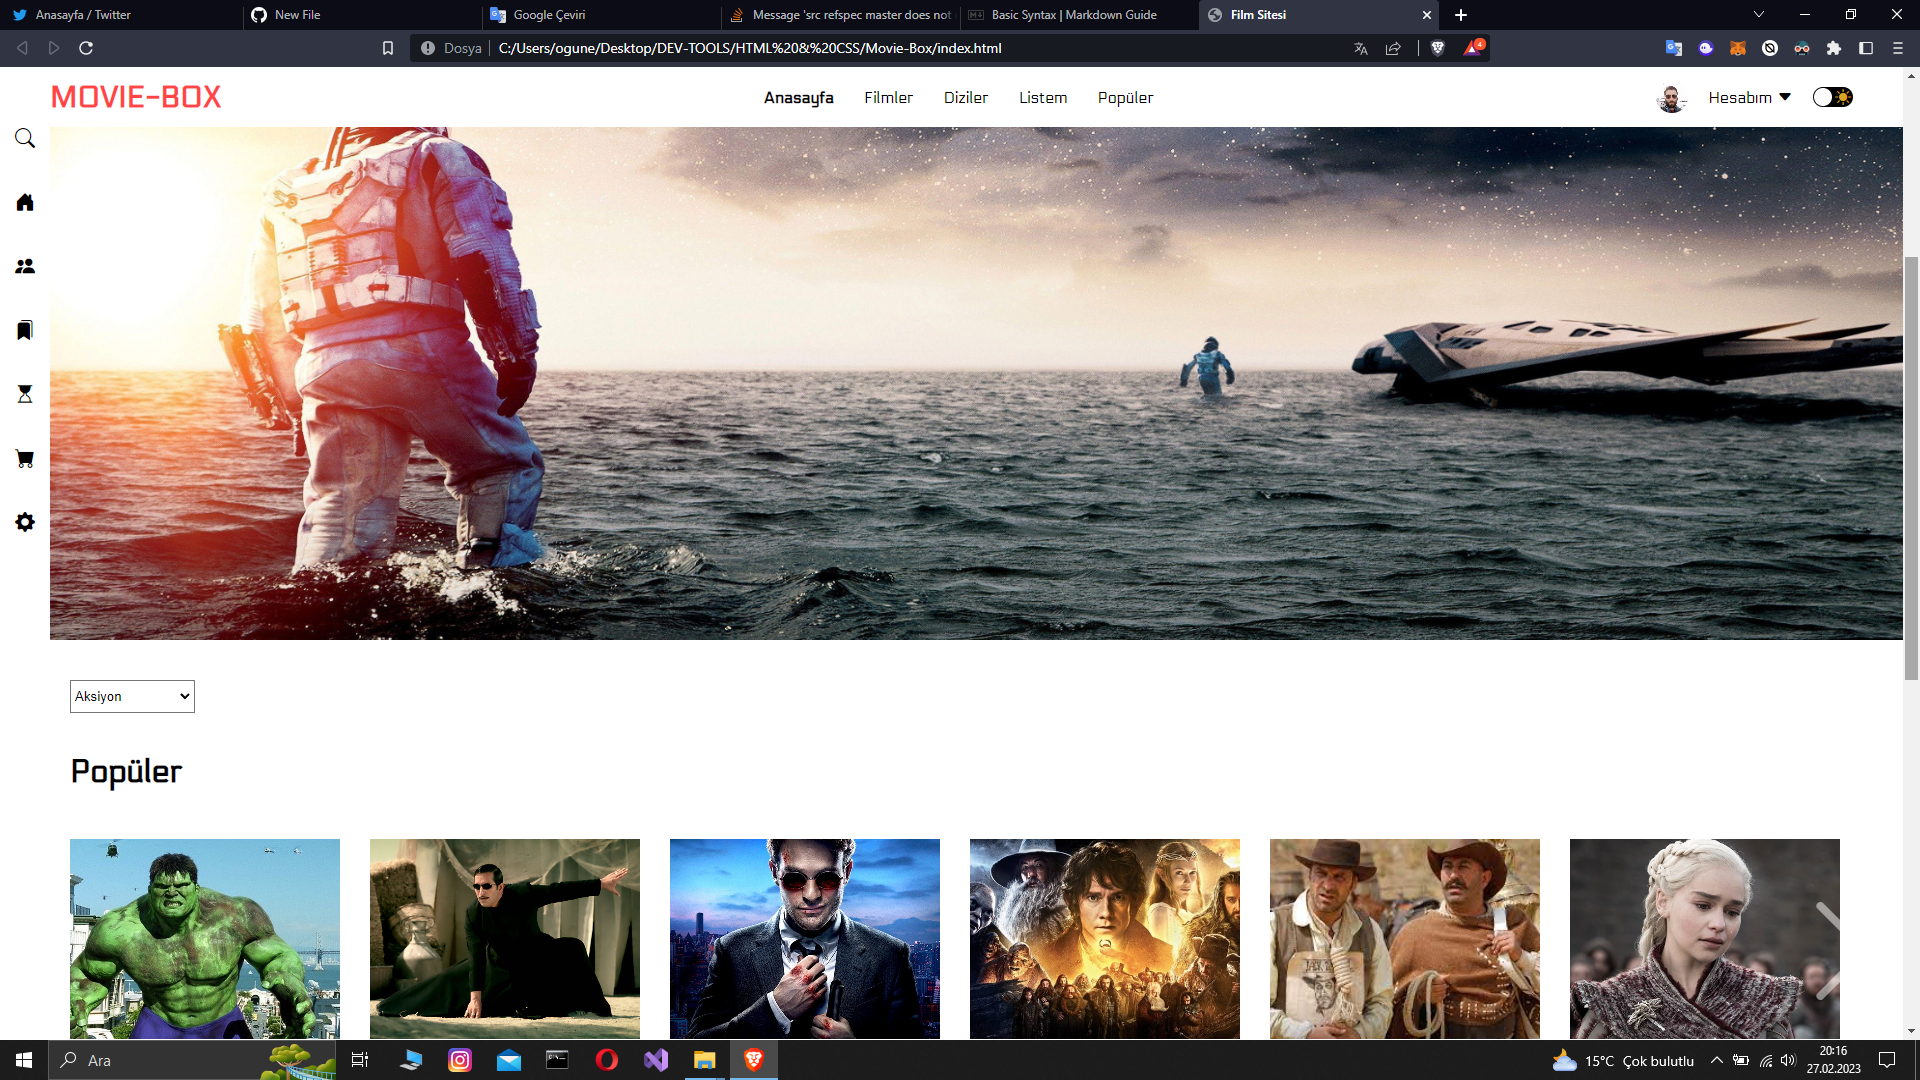 Anasayfa / Twitter
New File
Google Çeviri
Message 'src refspec master does not
Basic Syntax | Markdown Guide
Film Sitesi
Dosya
C:/Users/ogune/Desktop/DEV-TOOLS/HTML%20&%20CSS/Movie-Box/index.html
4
MOVIE-BOX
Anasayfa
Filmler
Diziler
Listem
Popüler
Hesabım
Aksiyon
Popüler
Ara
15°C Çok bulutlu
20:16
27.02.2023